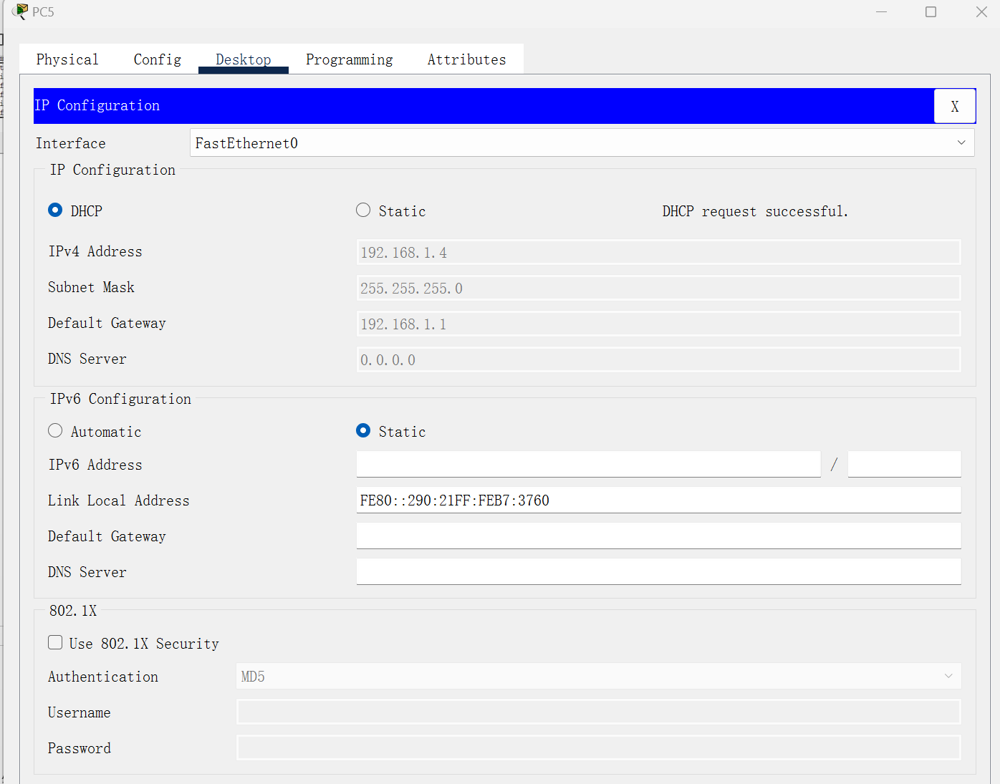 PC5
Physical Config Desktop Programming Attributes
IP Configuration X
Interface FastEthernet0
IP Configuration
DHCP Static DHCP request successful.
IPv4 Address 192.168.1.4
Subnet Mask 255.255.255.0
Default Gateway 192.168.1.1
DNS Server 0.0.0.0
IPv6 Configuration
Automatic Static
IPv6 Address /
Link Local Address FE80::290:21FF:FEB7:3760
Default Gateway
DNS Server
802.1X
Use 802.1X Security
Authentication MD5
Username
Password